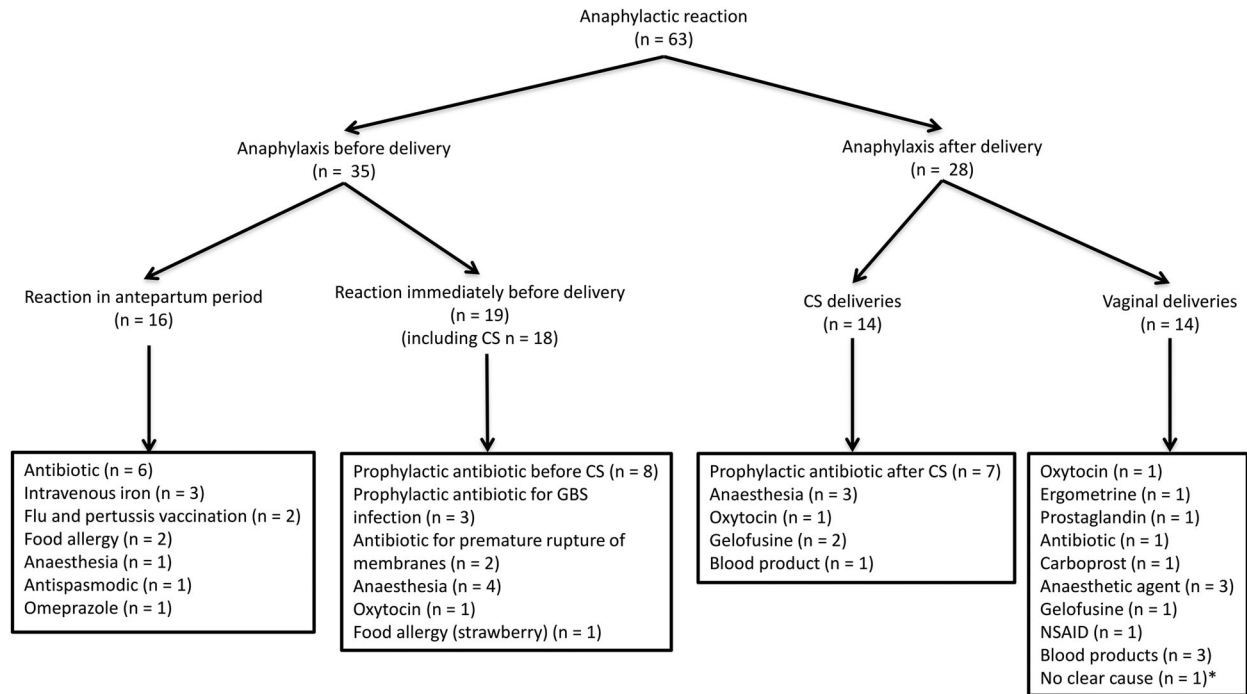 Anaphylactic reaction
(n = 63)
Anaphylaxis before delivery
(n =  35)
Anaphylaxis after delivery
(n =  28)
Reaction in antepartum period
(n = 16)
Reaction immediately before delivery
(n = 19)
(including CS n = 18)
CS deliveries
(n = 14)
Vaginal deliveries
(n = 14)
Antibiotic (n = 6)
Intravenous iron (n = 3)
Flu and pertussis vaccination (n = 2)
Food allergy (n = 2)
Anaesthesia (n = 1)
Antispasmodic (n = 1)
Omeprazole (n = 1)
Prophylactic antibiotic before CS (n = 8)
Prophylactic antibiotic for GBS
infection (n = 3)
Antibiotic for premature rupture of
membranes (n = 2)
Anaesthesia (n = 4)
Oxytocin (n = 1)
Food allergy (strawberry) (n = 1)
Prophylactic antibiotic after CS (n = 7)
Anaesthesia (n = 3)
Oxytocin (n = 1)
Gelofusine (n = 2)
Blood product (n = 1)
Oxytocin (n = 1)
Ergometrine (n = 1)
Prostaglandin (n = 1)
Antibiotic (n = 1)
Carboprost (n = 1)
Anaesthetic agent (n = 3)
Gelofusine (n = 1)
NSAID (n = 1)
Blood products (n = 3)
No clear cause (n = 1)*